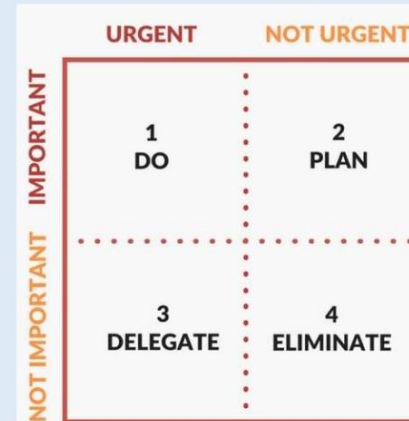 URGENT NOT URGENT
IMPORTANT
1
DO
2
PLAN
NOT IMPORTANT
3
DELEGATE
4
ELIMINATE